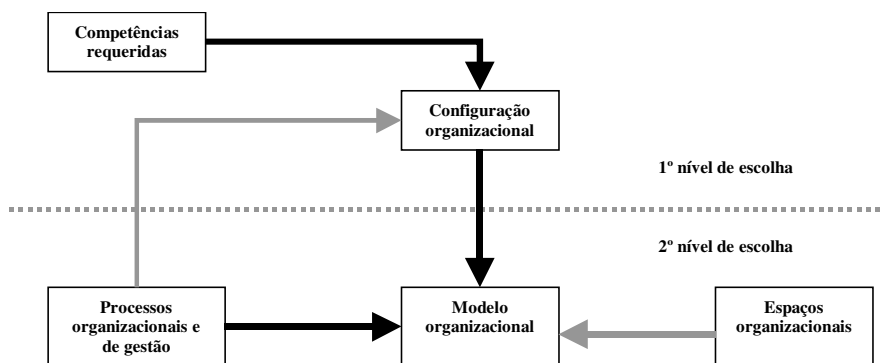 Competências
requeridas
Configuração
organizacional
1º nível de escolha
2º nível de escolha
Processos
organizacionais e
de gestão
Modelo
organizacional
Espaços
organizacionais